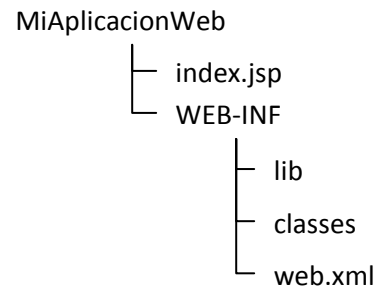 MiAplicacionWeb
index.jsp
WEB-INF
lib
classes
web.xml